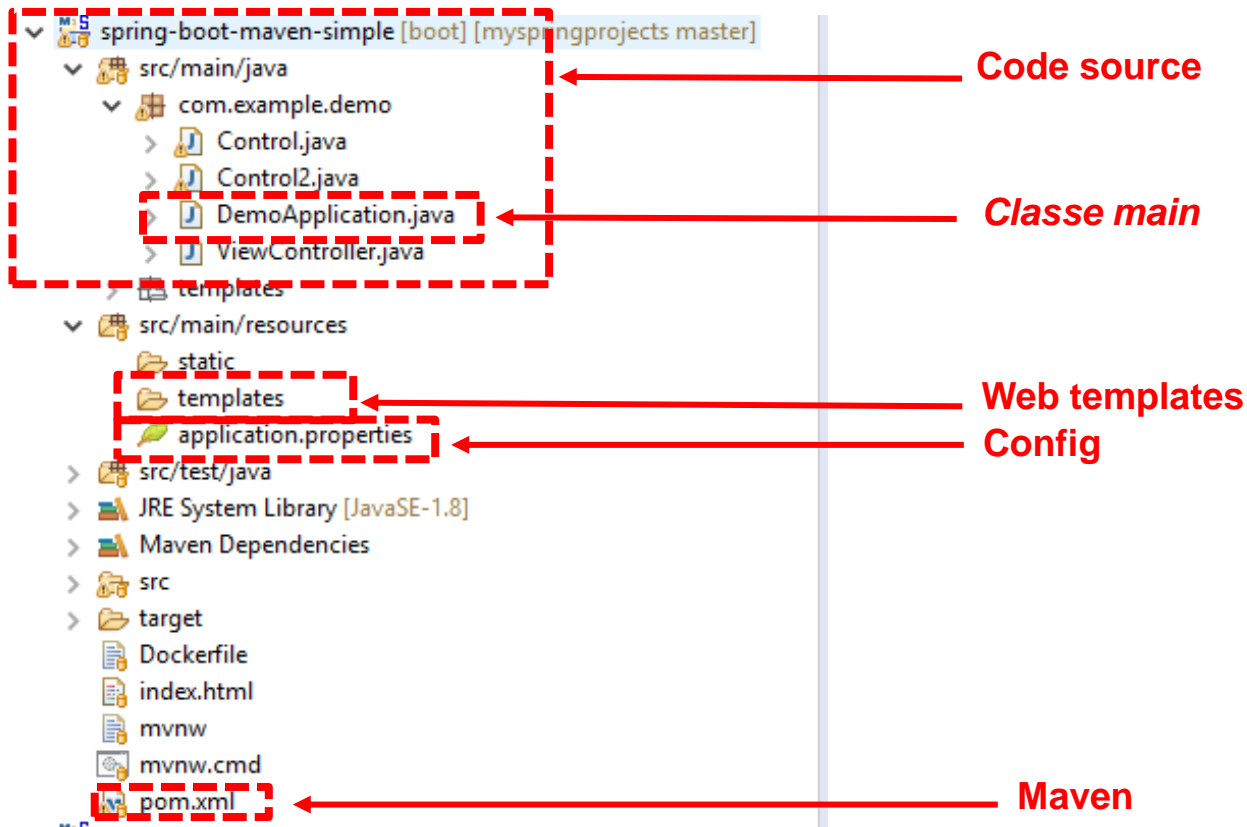 spring-boot-maven-simple [boot] [myspringprojects master]
src/main/java
Code source
com.example.demo
Control.java
Control2.java
DemoApplication.java
Classe main
ViewController.java
templates
src/main/resources
static
templates
Web templates
application.properties
Config
src/test/java
JRE System Library [JavaSE-1.8]
Maven Dependencies
src
target
Dockerfile
index.html
mvnw
mvnw.cmd
pom.xml
Maven